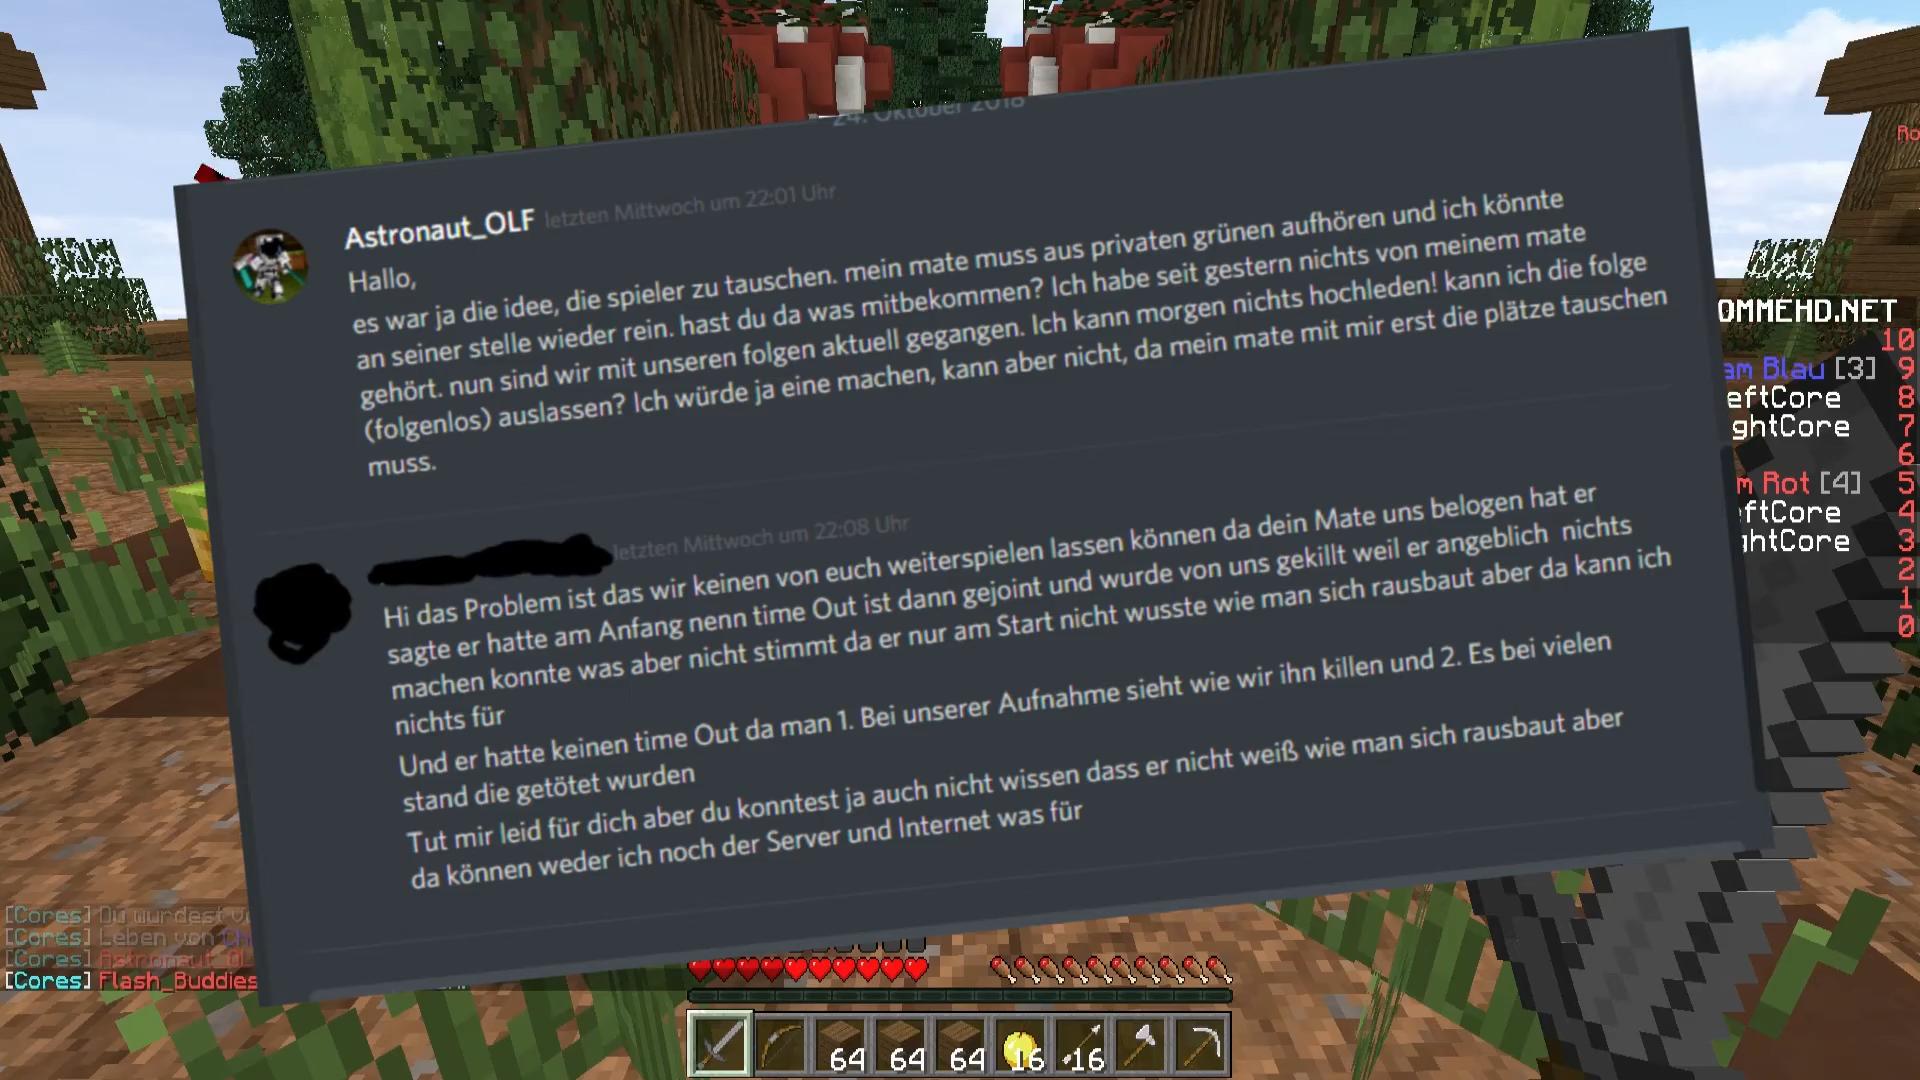 24. Oktober 2018
Astronaut_OLF letzten Mittwoch um 22:01 Uhr
Hallo,
es war ja die idee, die spieler zu tauschen. mein mate muss aus privaten grünen aufhören und ich könnte
an seiner stelle wieder rein. hast du da was mitbekommen? Ich habe seit gestern nichts von meinem mate
gehört. nun sind wir mit unseren folgen aktuell gegangen. Ich kann morgen nichts hochleden! kann ich die folge
(folgenlos) auslassen? Ich würde ja eine machen, kann aber nicht, da mein mate mit mir erst die plätze tauschen
muss.
letzten Mittwoch um 22:08 Uhr
Hi das Problem ist das wir keinen von euch weiterspielen lassen können da dein Mate uns belogen hat er
sagte er hatte am Anfang nenn time Out ist dann gejoint und wurde von uns gekillt weil er angeblich nichts
machen konnte was aber nicht stimmt da er nur am Start nicht wusste wie man sich rausbaut aber da kann ich
nichts für
Und er hatte keinen time Out da man 1. Bei unserer Aufnahme sieht wie wir ihn killen und 2. Es bei vielen
stand die getötet wurden
Tut mir leid für dich aber du konntest ja auch nicht wissen dass er nicht weiß wie man sich rausbaut aber
da können weder ich noch der Server und Internet was für
Ro
OMMEHD.NET
10
am Blau [3] 9
eftCore 8
ghtCore 7
6
m Rot [4] 5
ftCore 4
ghtCore 3
2
1
0
[Cores] Du wurdest v
[Cores] Leben von Ch
[Cores] Astronaut_OL
[Cores] Flash_Buddies
64 64 64 16 16